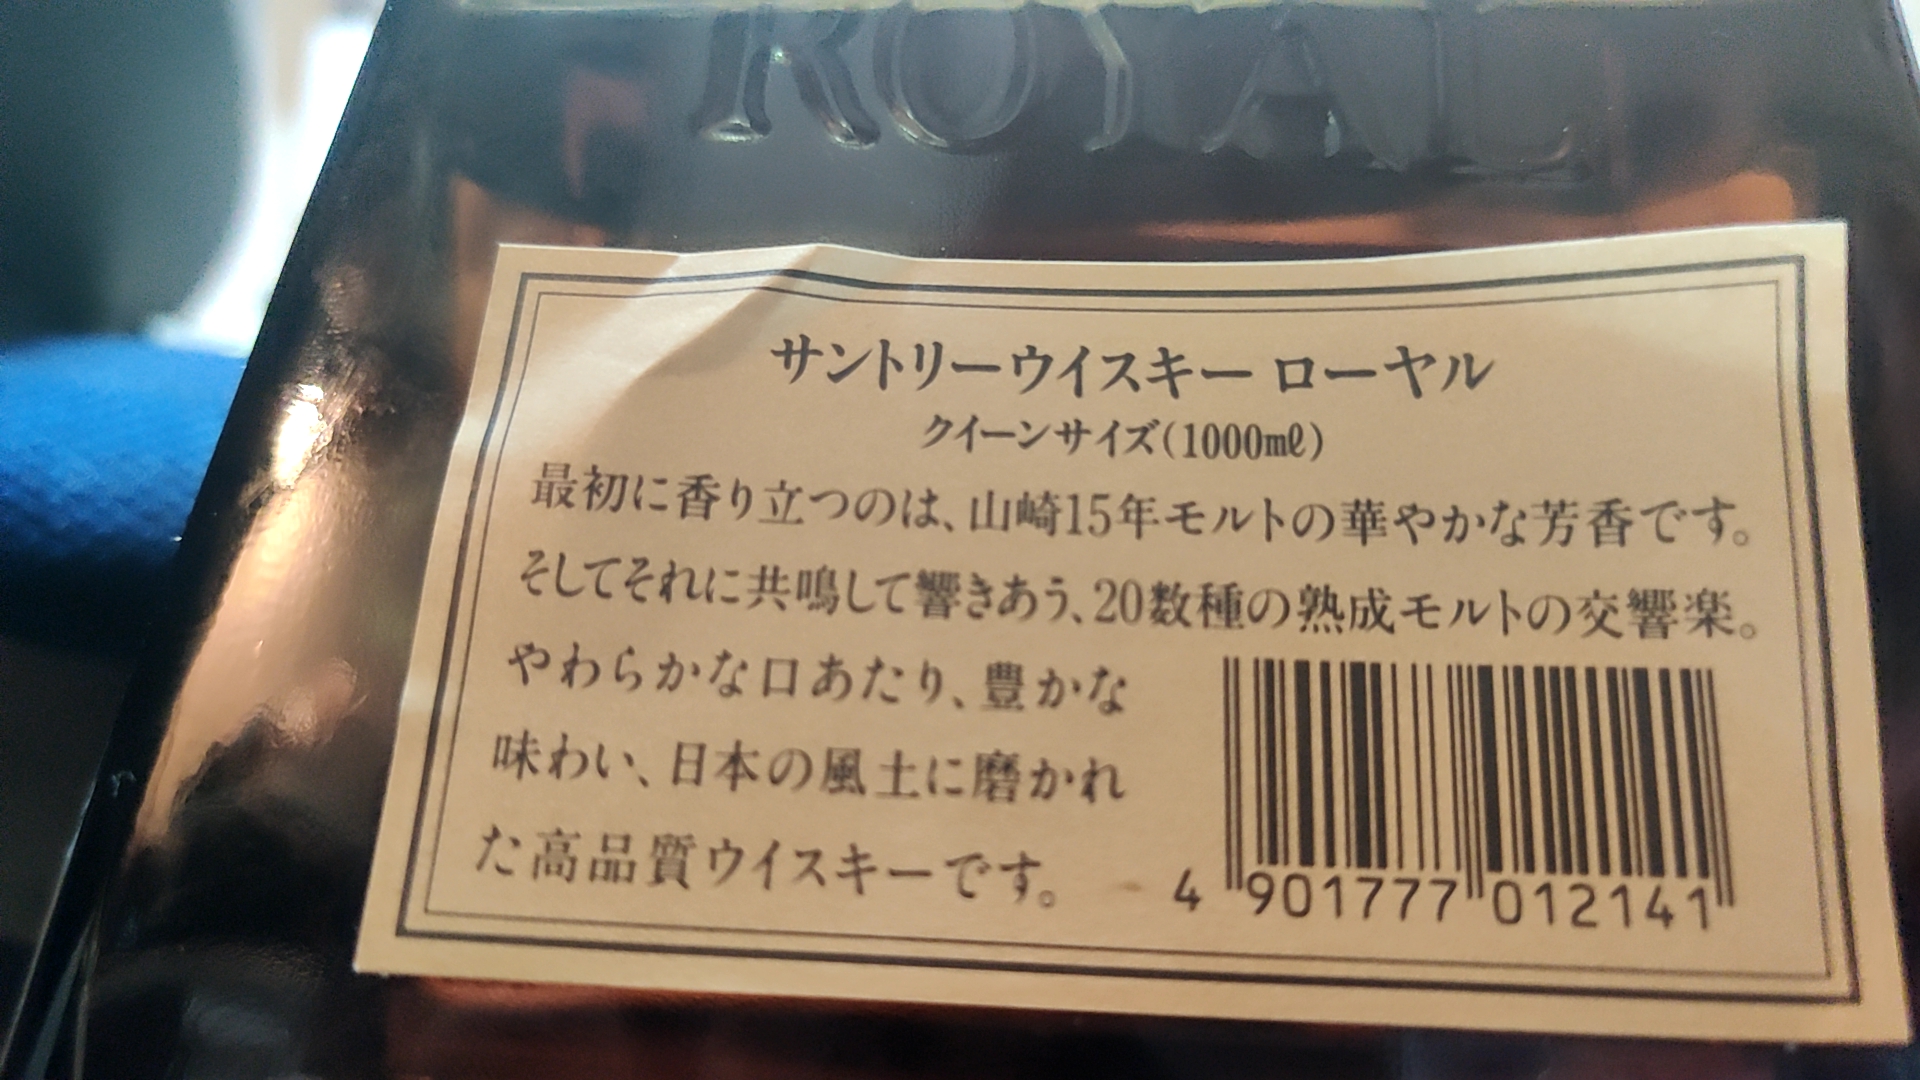 ROYAL
サントリーウイスキー ローヤル
クイーンサイズ(1000mℓ)
最初に香り立つのは、山崎15年モルトの華やかな芳香です。
そしてそれに共鳴して響きあう、20数種の熟成モルトの交響楽。
やわらかな口あたり、豊かな
味わい、日本の風土に磨かれ
た高品質ウイスキーです。
4 901777 012141